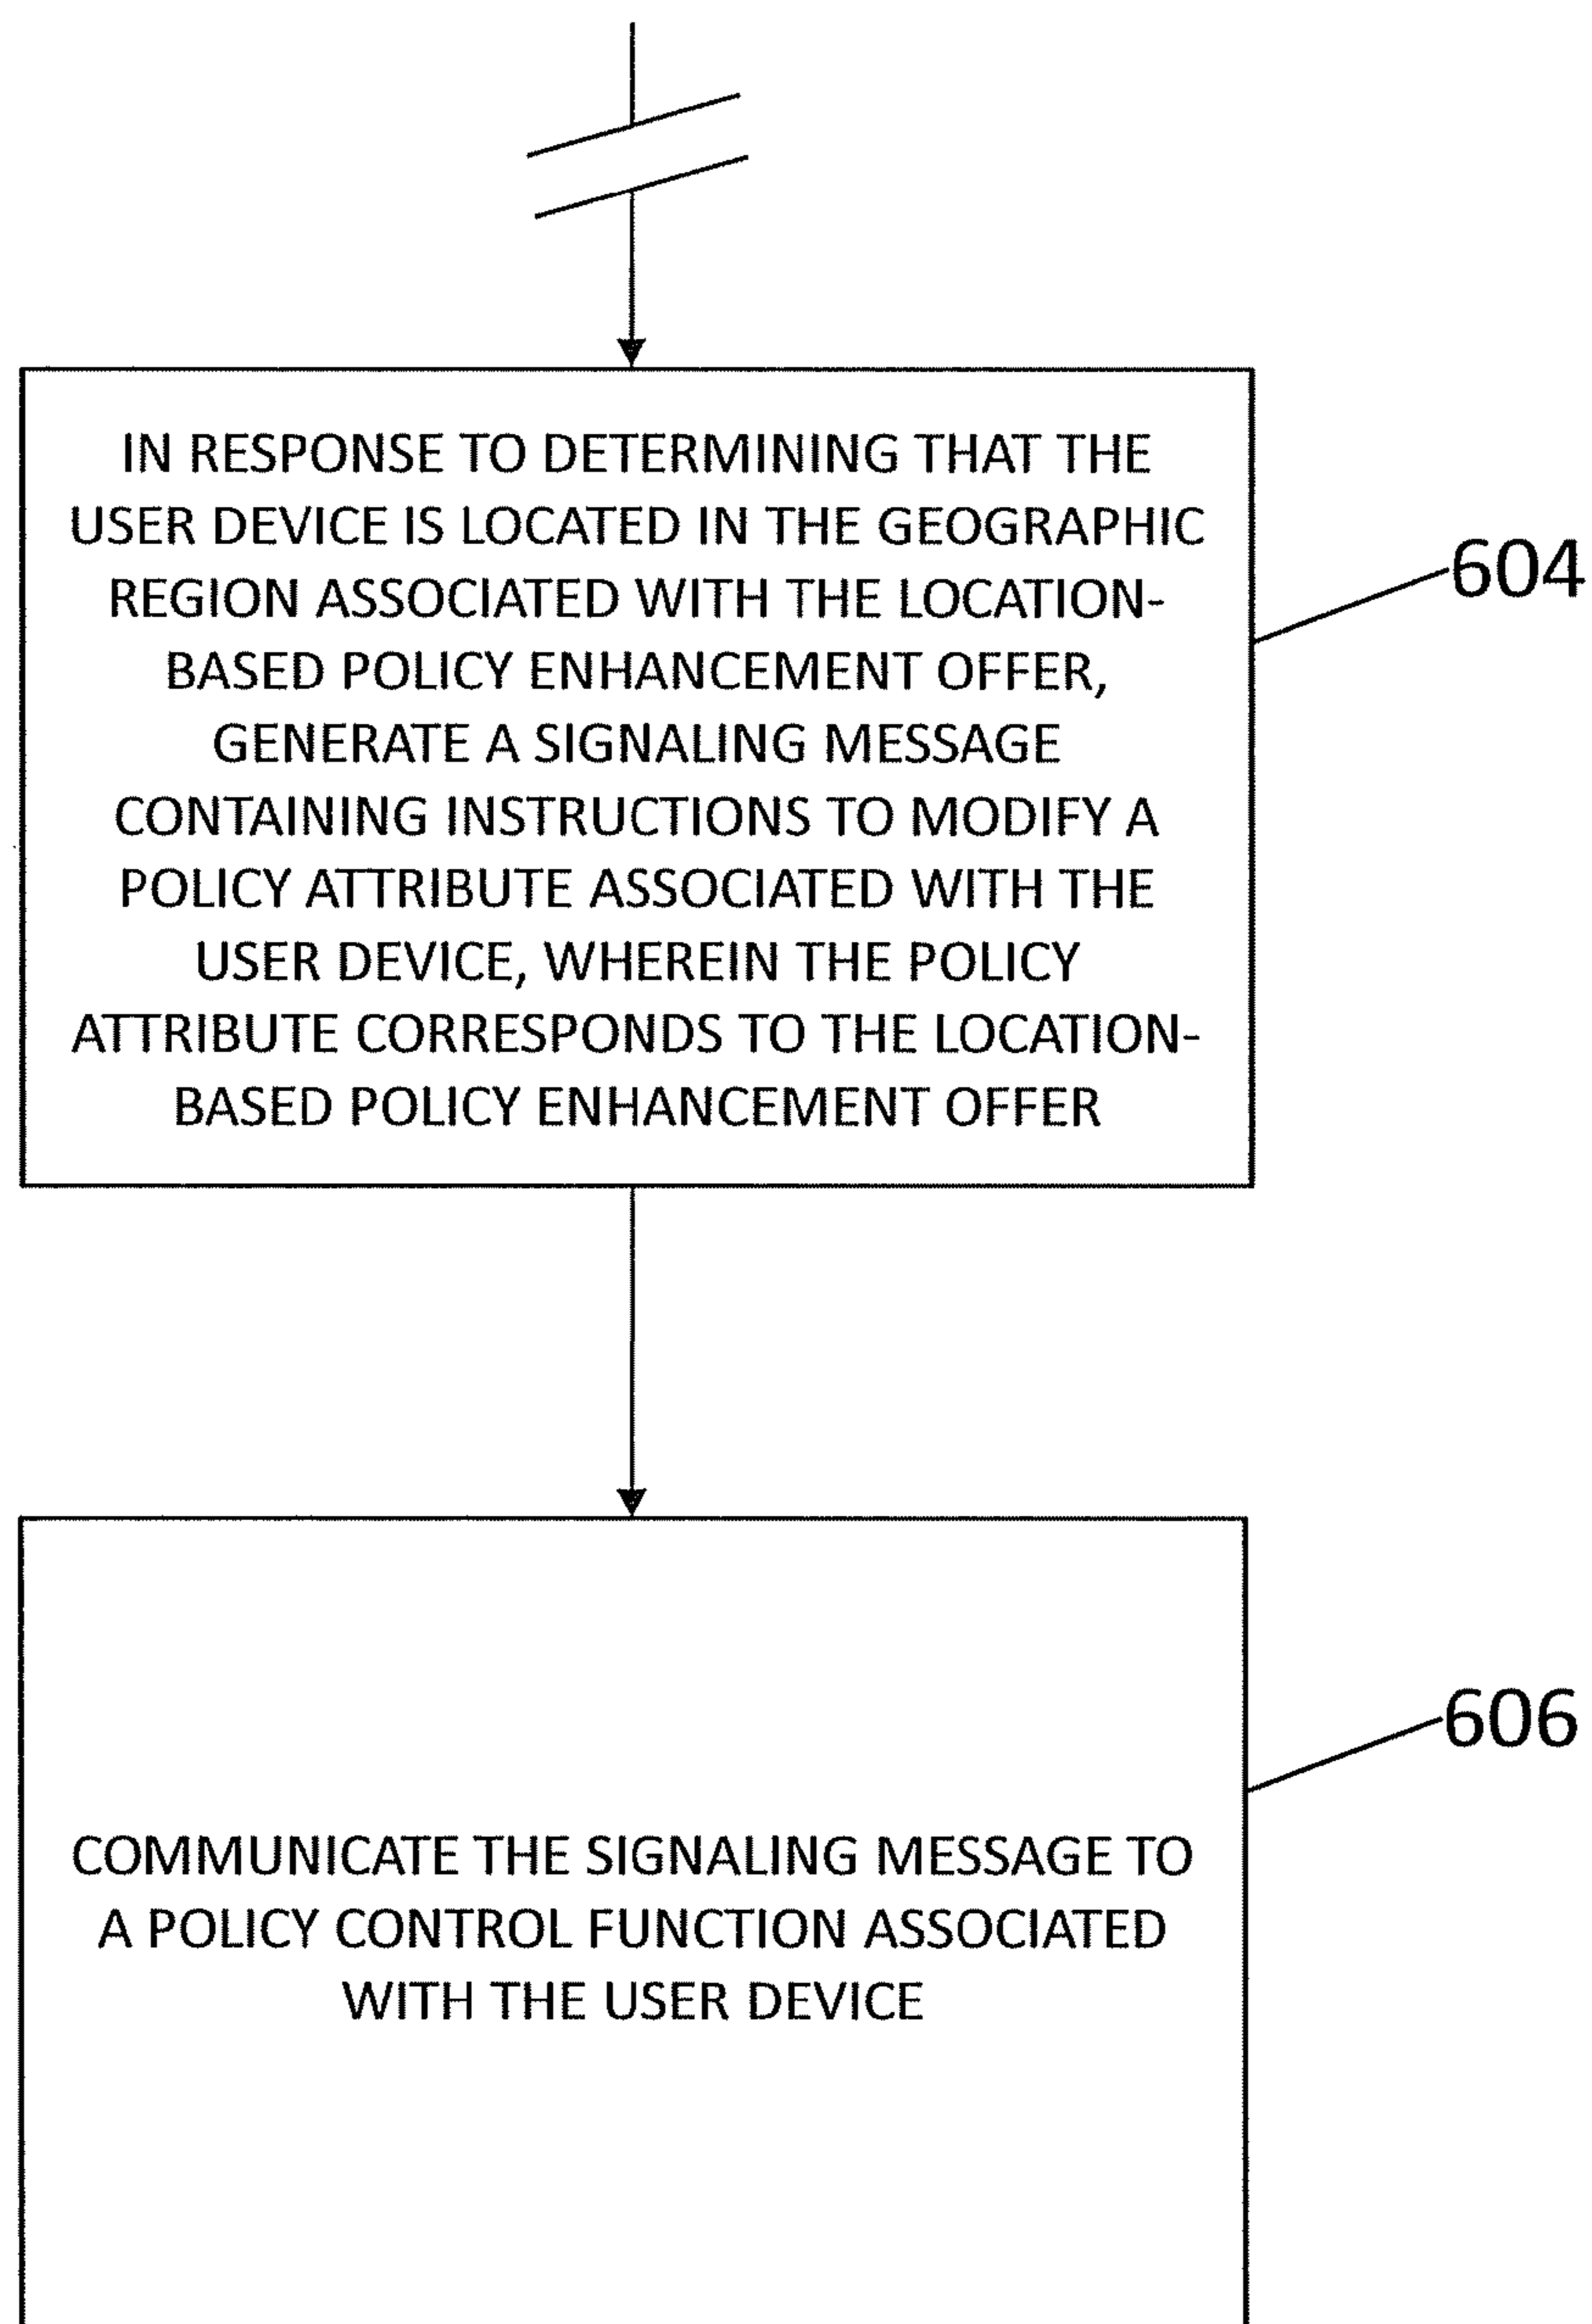 IN RESPONSE TO DETERMINING THAT THE
USER DEVICE IS LOCATED IN THE GEOGRAPHIC
REGION ASSOCIATED WITH THE LOCATION-
BASED POLICY ENHANCEMENT OFFER,
GENERATE A SIGNALING MESSAGE
CONTAINING INSTRUCTIONS TO MODIFY A
POLICY ATTRIBUTE ASSOCIATED WITH THE
USER DEVICE, WHEREIN THE POLICY
ATTRIBUTE CORRESPONDS TO THE LOCATION-
BASED POLICY ENHANCEMENT OFFER
604
COMMUNICATE THE SIGNALING MESSAGE TO
A POLICY CONTROL FUNCTION ASSOCIATED
WITH THE USER DEVICE
606